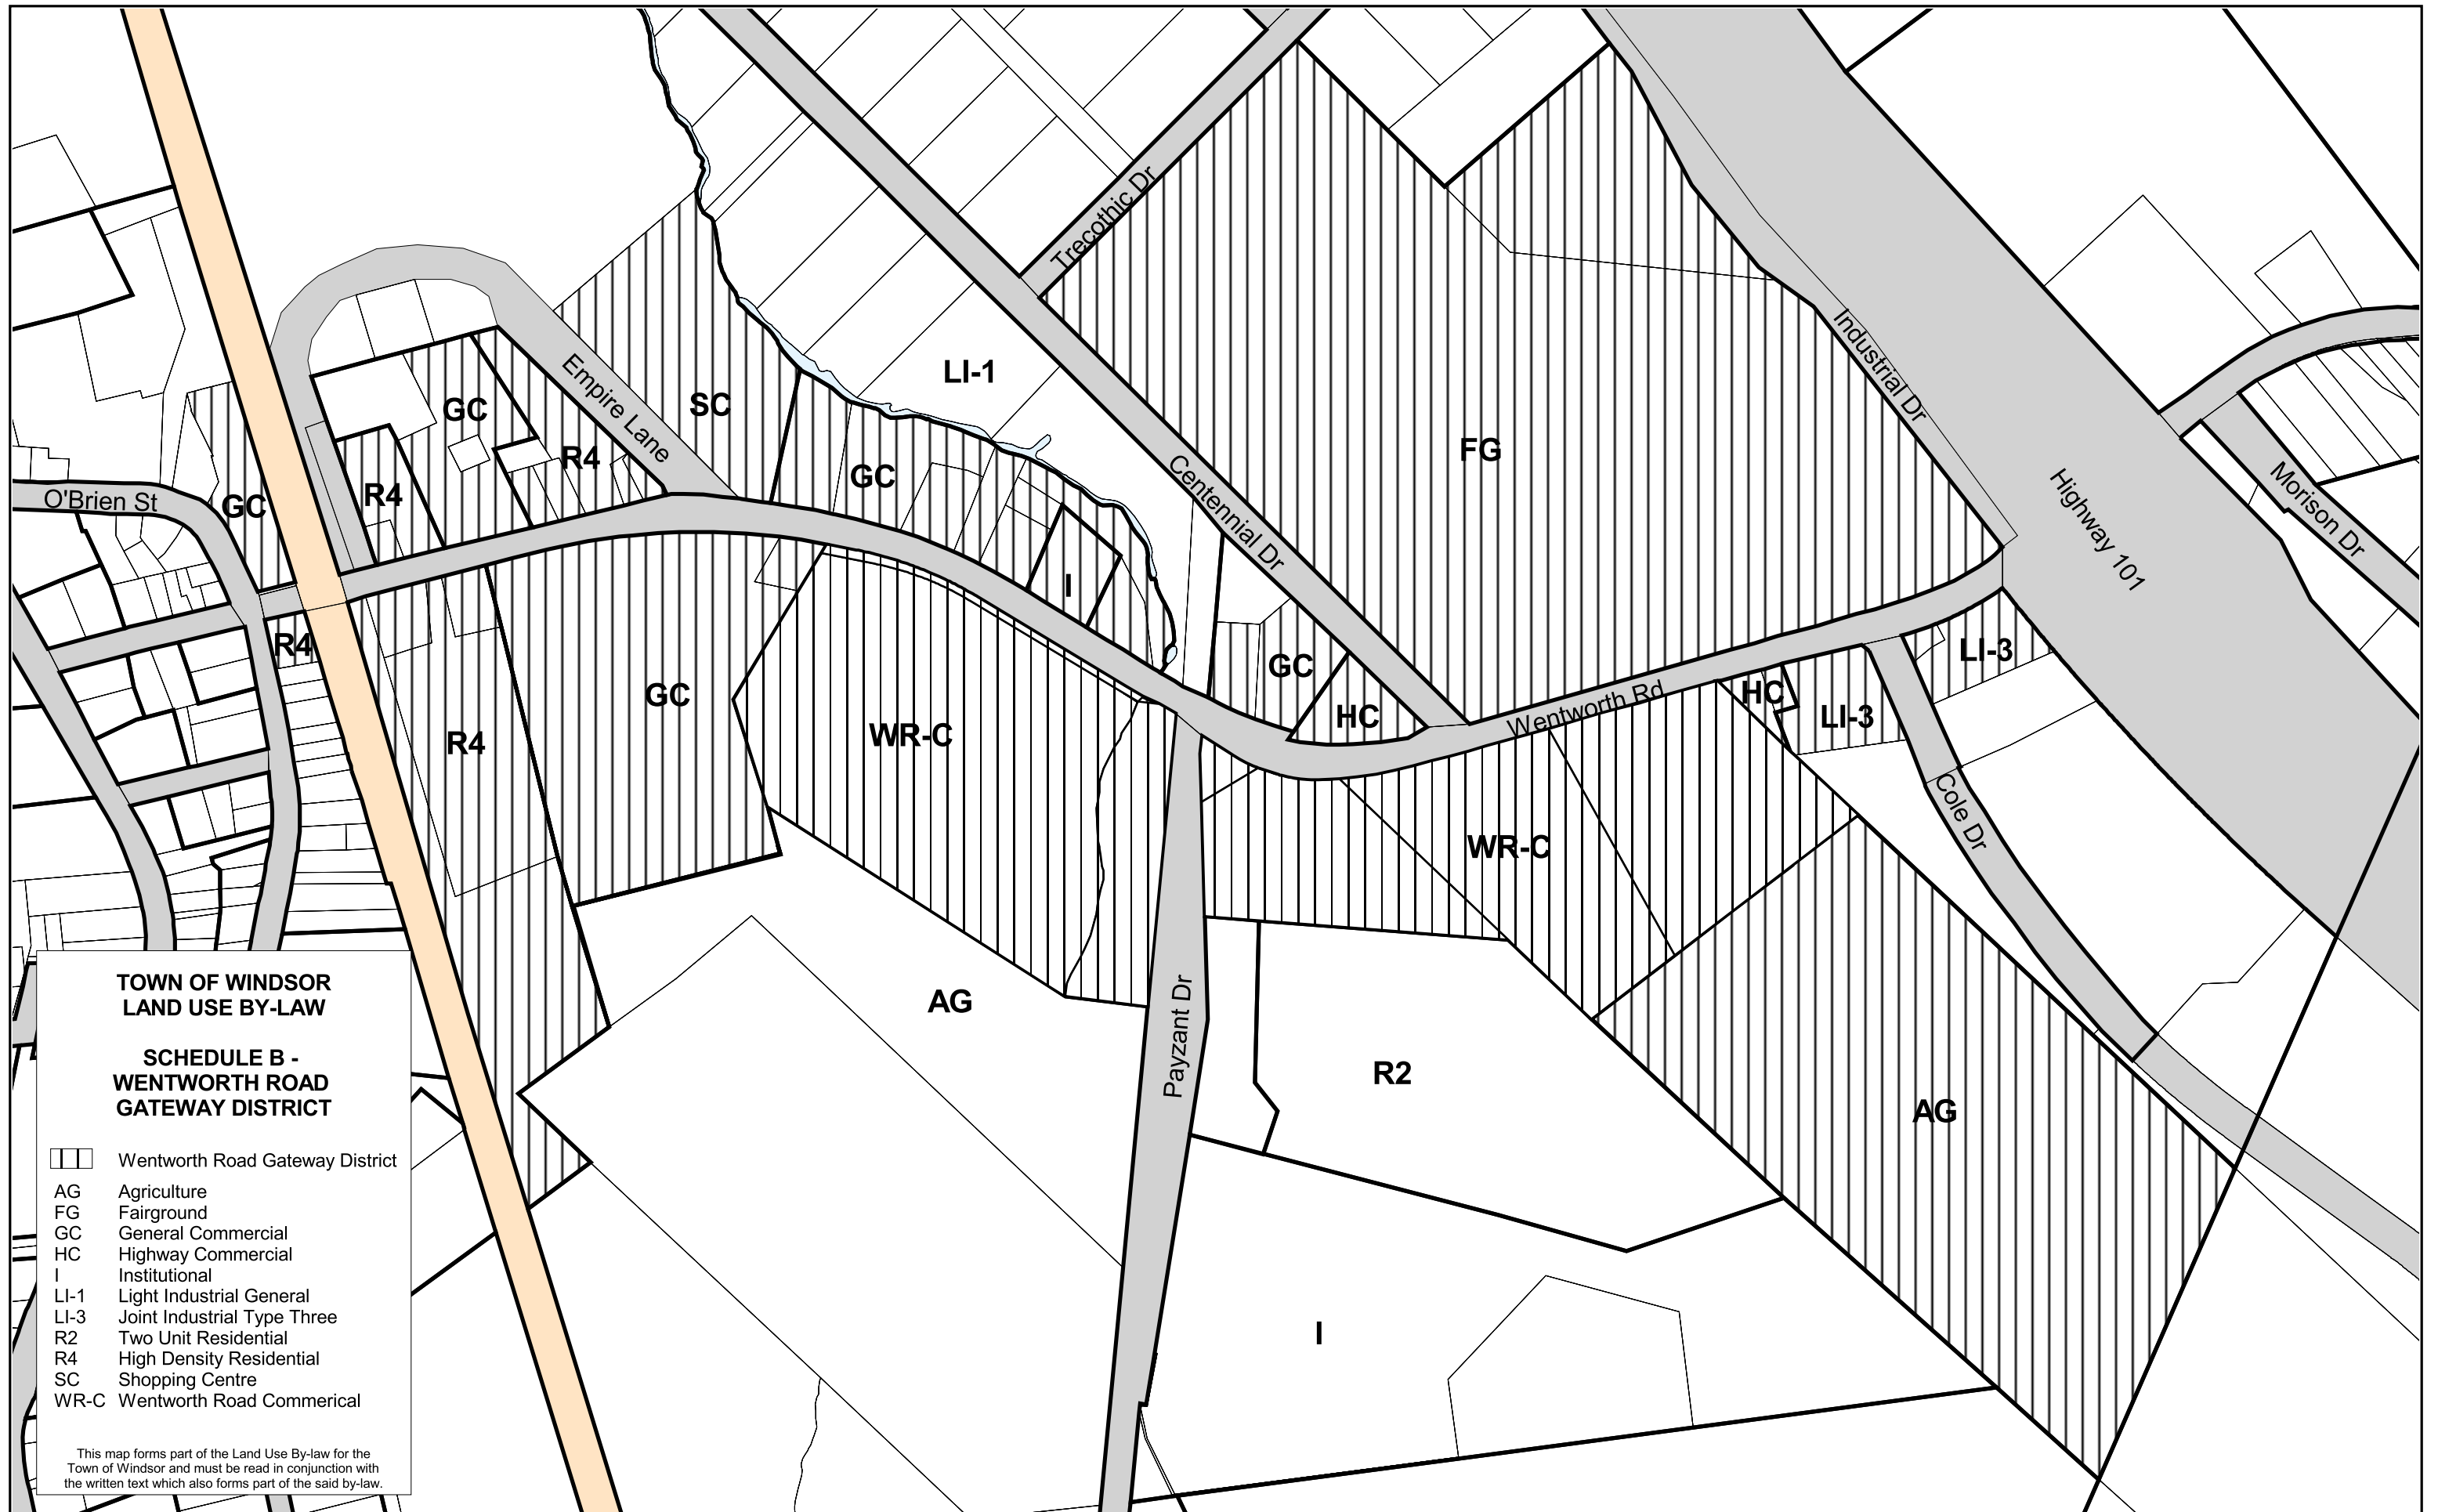 Trecothic Dr
Industrial Dr
Empire Lane
LI-1
SC
GC
R4
GC
FG
Centennial Dr
Highway 101
Morison Dr
O'Brien St
GC
R4
I
R4
GC
WR-C
GC
HC
Wentworth Rd
HC
LI-3
LI-3
R4
WR-C
Cole Dr
AG
Payzant Dr
R2
AG
I
TOWN OF WINDSOR
LAND USE BY-LAW
SCHEDULE B -
WENTWORTH ROAD
GATEWAY DISTRICT
Wentworth Road Gateway District
AG Agriculture
FG Fairground
GC General Commercial
HC Highway Commercial
I Institutional
LI-1 Light Industrial General
LI-3 Joint Industrial Type Three
R2 Two Unit Residential
R4 High Density Residential
SC Shopping Centre
WR-C Wentworth Road Commerical
This map forms part of the Land Use By-law for the
Town of Windsor and must be read in conjunction with
the written text which also forms part of the said by-law.